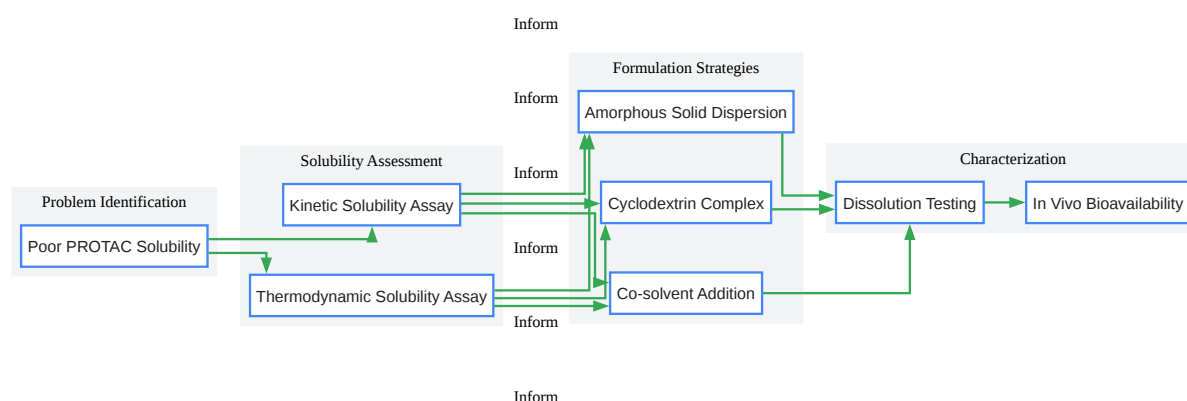 Problem Identification
Poor PROTAC Solubility
Solubility Assessment
Kinetic Solubility Assay
Thermodynamic Solubility Assay
Inform
Inform
Inform
Inform
Inform
Inform
Formulation Strategies
Amorphous Solid Dispersion
Cyclodextrin Complex
Co-solvent Addition
Characterization
Dissolution Testing
In Vivo Bioavailability